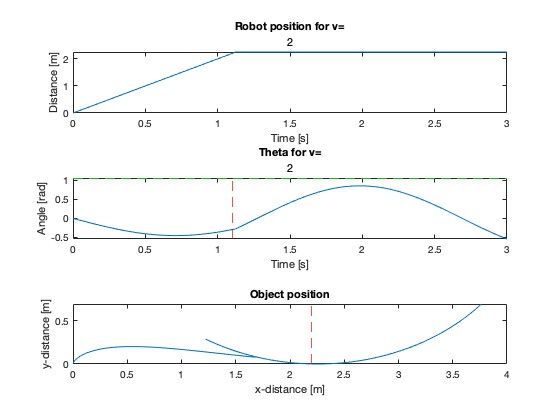 Robot position for v=
2
Distance [m]
2
1
0
0 0.5 1 1.5 2 2.5 3
Time [s]
Theta for v=
2
Angle [rad]
1
0.5
0
-0.5
0 0.5 1 1.5 2 2.5 3
Time [s]
Object position
y-distance [m]
0.5
0
0 0.5 1 1.5 2 2.5 3 3.5 4
x-distance [m]